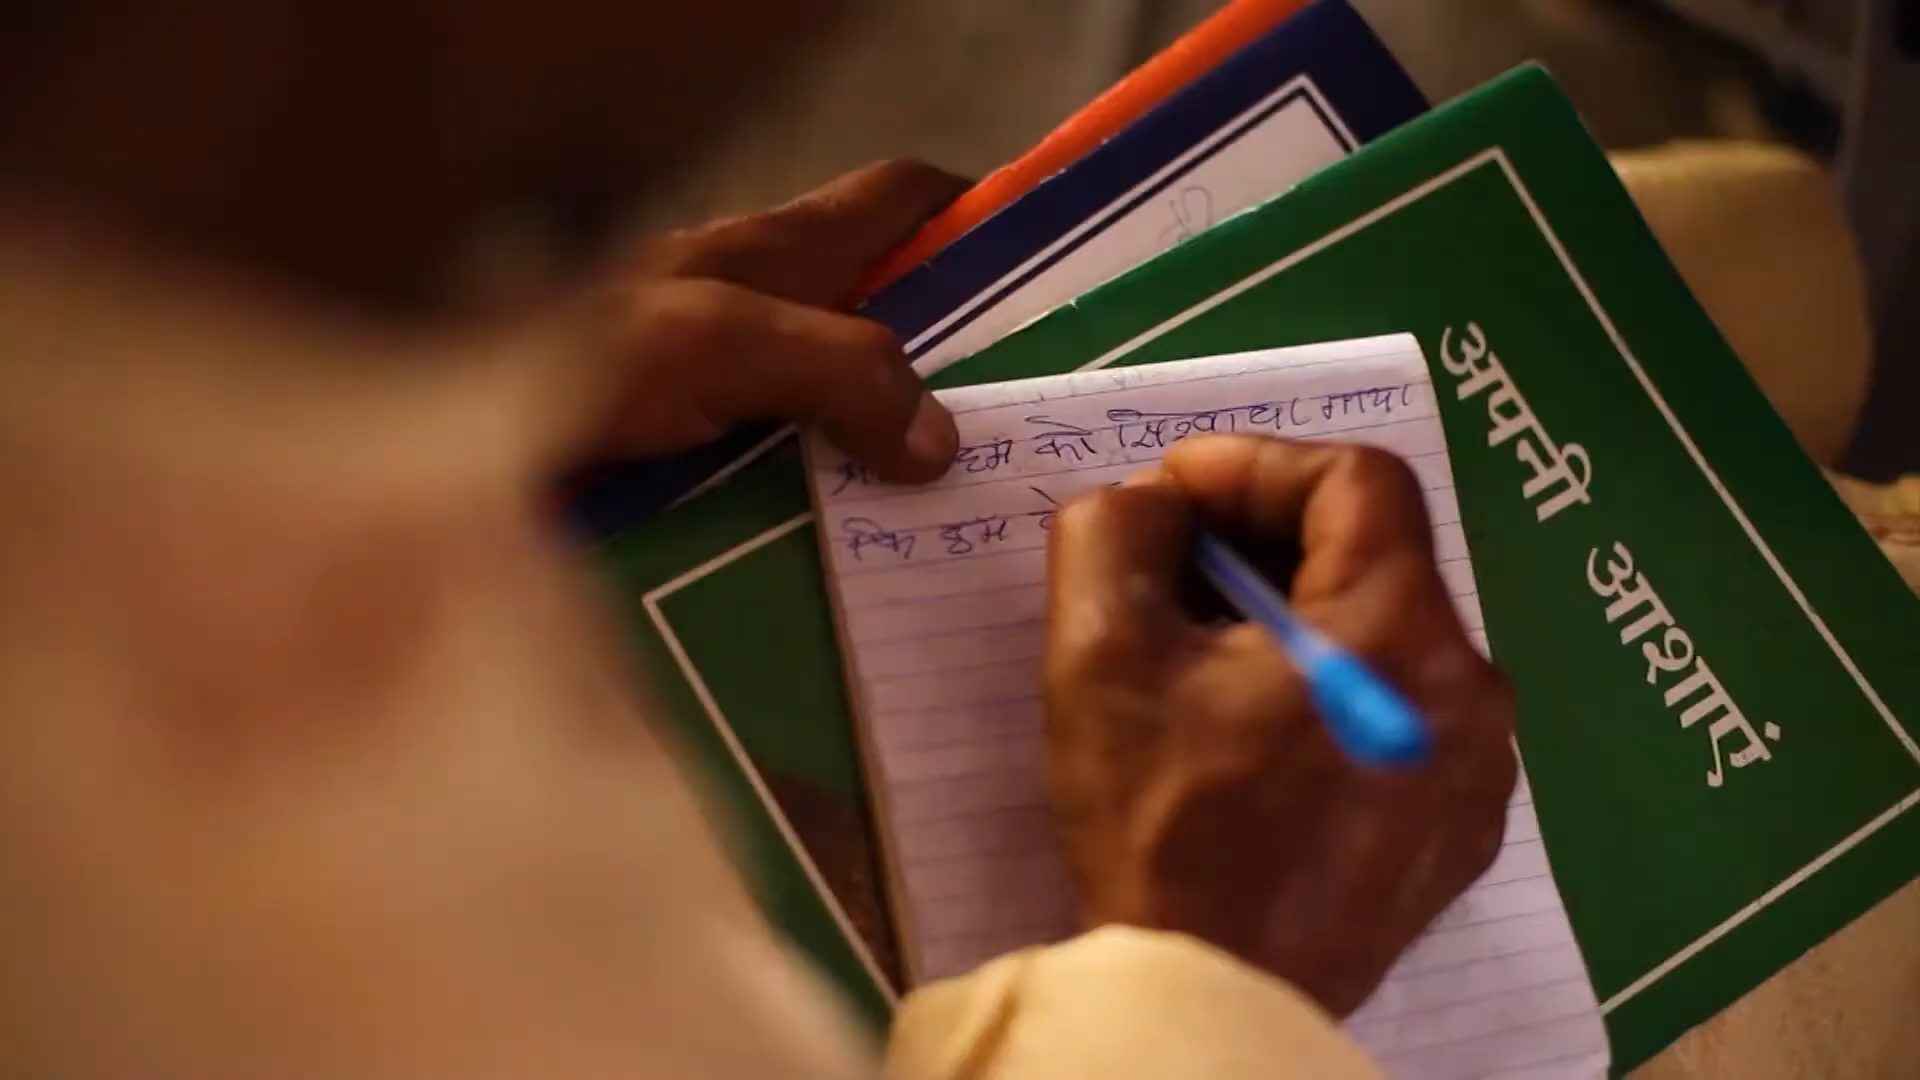 हम को सिखाया गया
कि हम
अपनी आशाएं